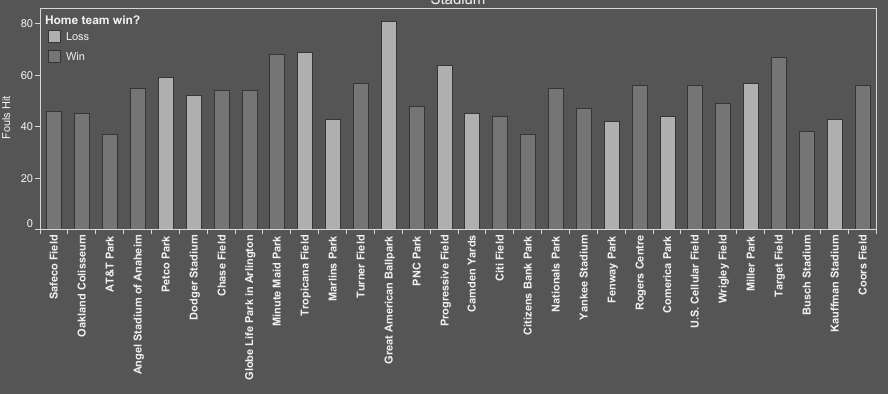 Stadium
Home team win?
Loss
Win
Fouls Hit
80
60
40
20
0
Safeco Field
Oakland Colisseum
AT&T Park
Angel Stadium of Anaheim
Petco Park
Dodger Stadium
Chase Field
Globe Life Park in Arlington
Minute Maid Park
Tropicana Field
Marlins Park
Turner Field
Great American Ballpark
PNC Park
Progressive Field
Camden Yards
Citi Field
Citizens Bank Park
Nationals Park
Yankee Stadium
Fenway Park
Rogers Centre
Comerica Park
U.S. Cellular Field
Wrigley Field
Miller Park
Target Field
Busch Stadium
Kauffman Stadium
Coors Field